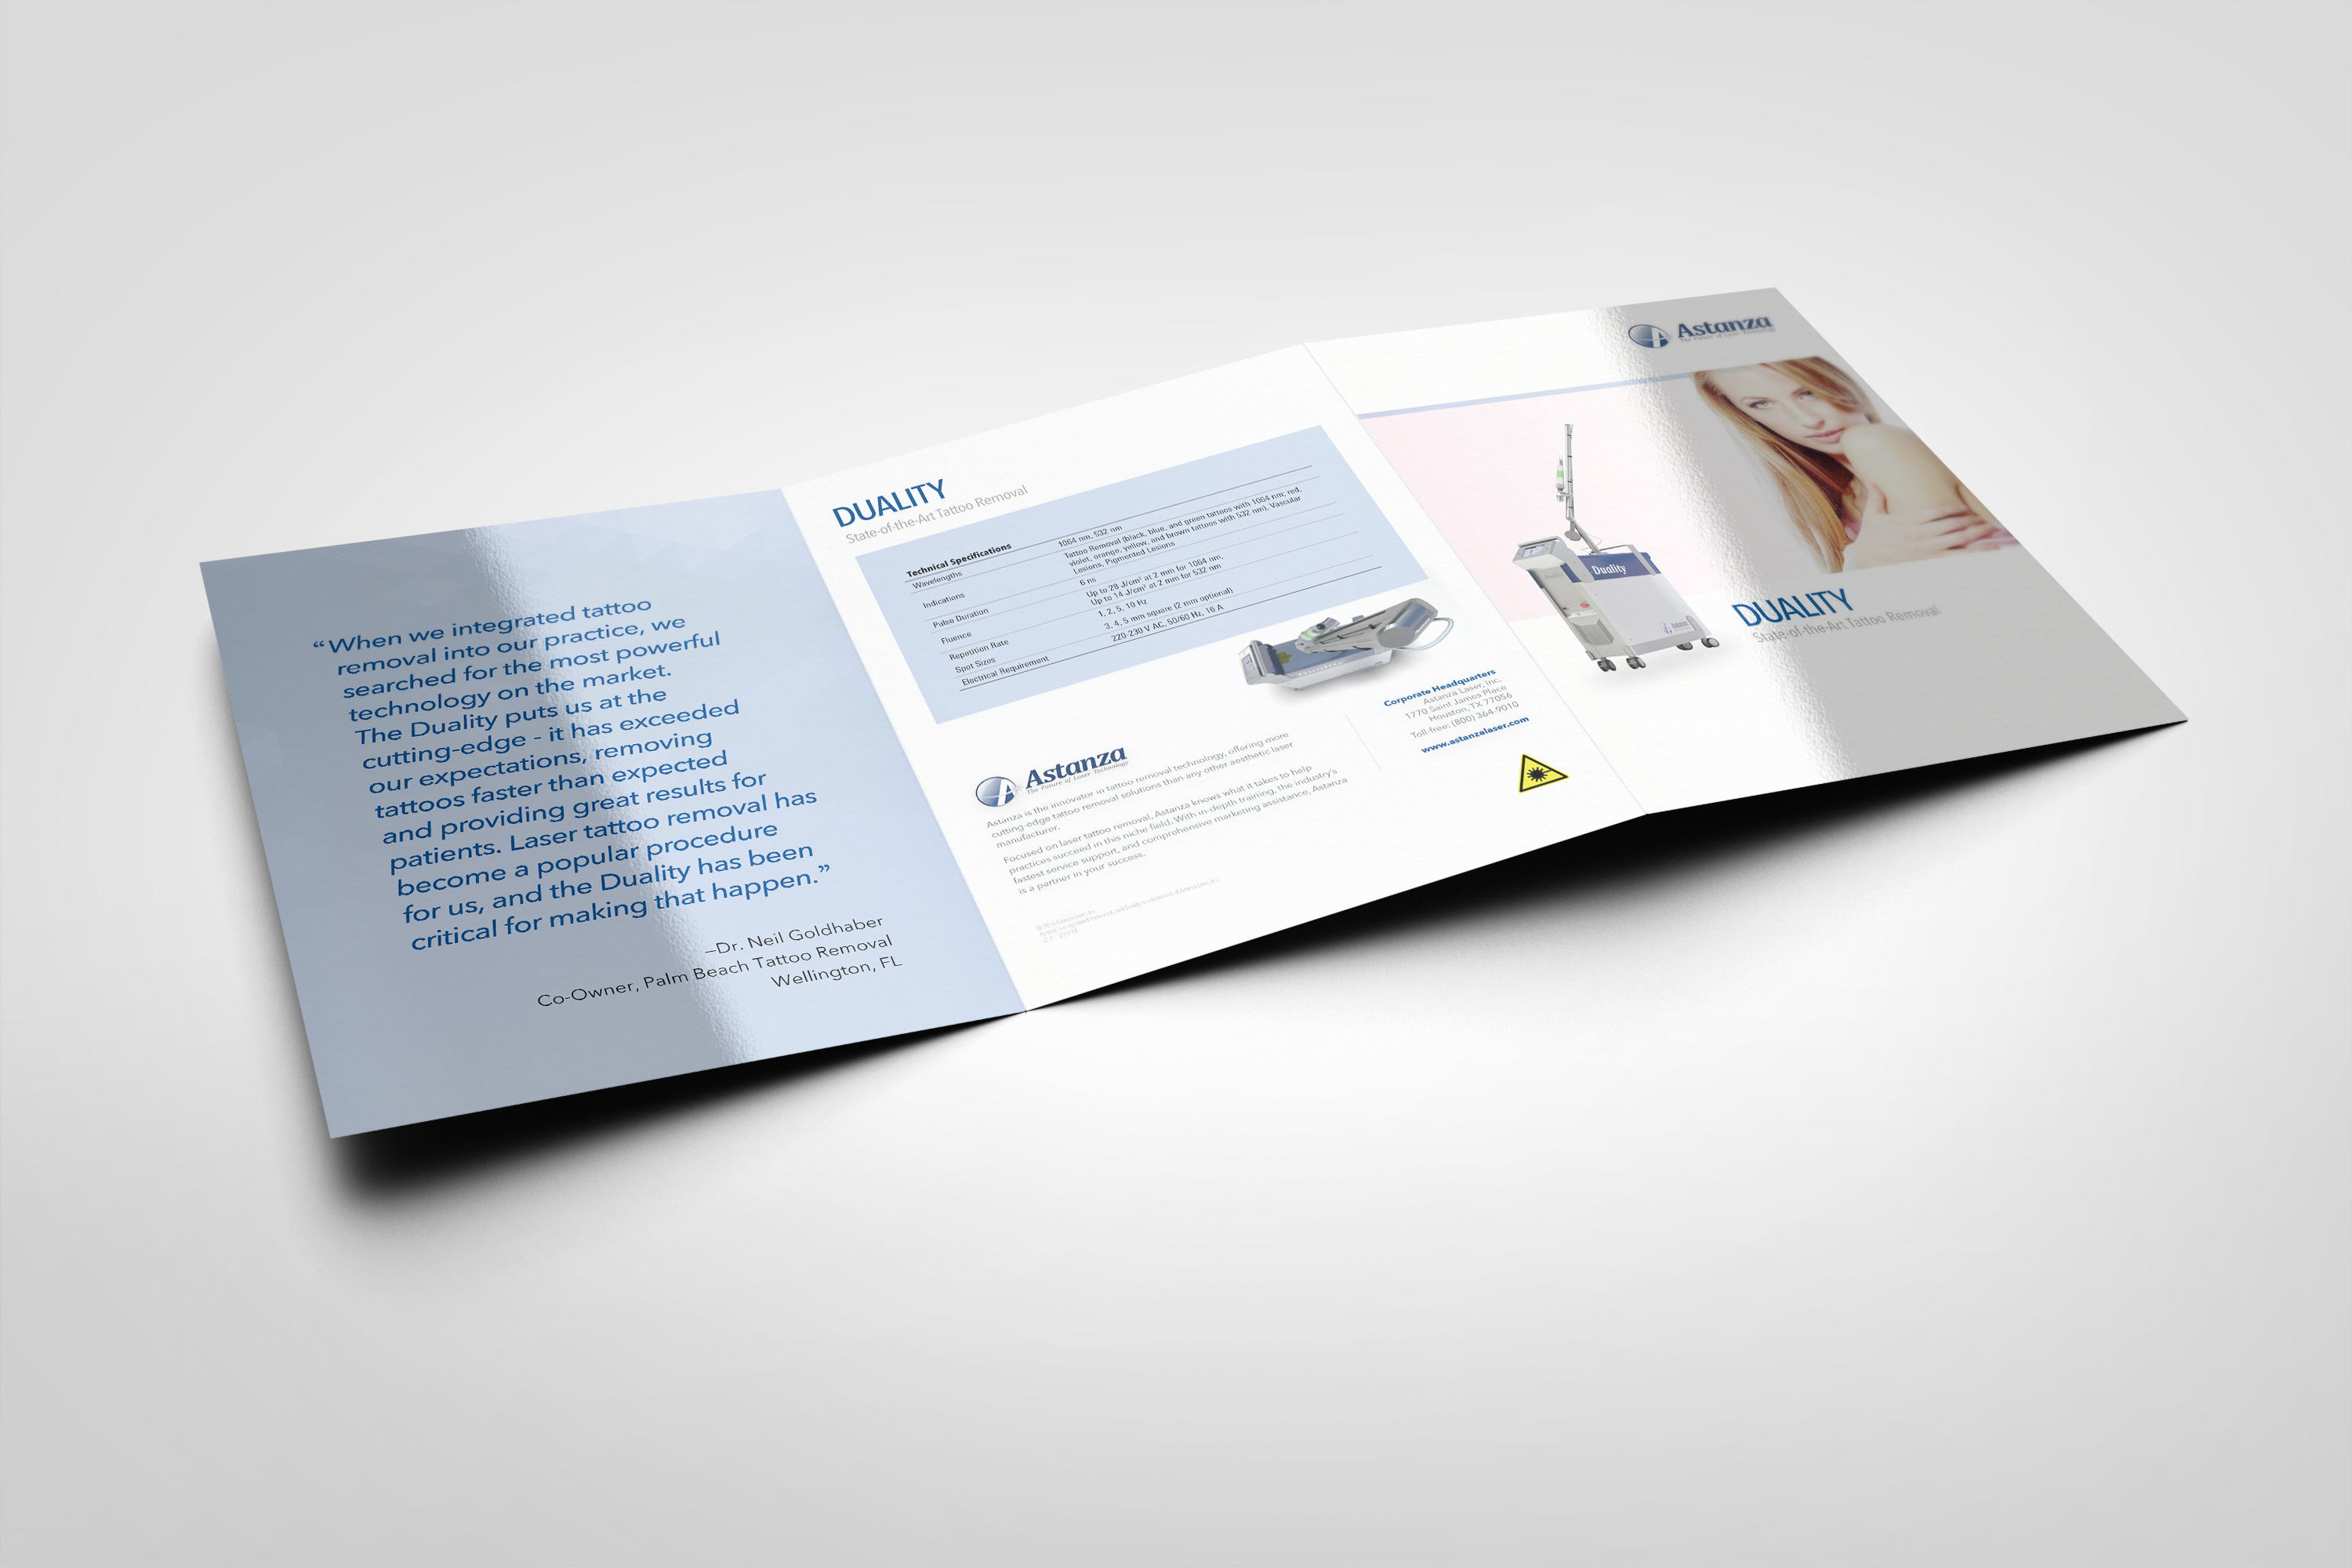 “When we integrated tattoo
removal into our practice, we
searched for the most powerful
technology on the market.
The Duality puts us at the
cutting-edge - it has exceeded
our expectations, removing
tattoos faster than expected
and providing great results for
patients. Laser tattoo removal has
become a popular procedure
for us, and the Duality has been
critical for making that happen.”
–Dr. Neil Goldhaber
Co-Owner, Palm Beach Tattoo Removal
Wellington, FL
DUALITY
State-of-the-Art Tattoo Removal
Technical Specifications
Wavelengths 1064 nm, 532 nm
Indications Tattoo Removal (black, blue, and green tattoos with 1064 nm; red,
violet, orange, yellow, and brown tattoos with 532 nm), Vascular
Lesions, Pigmented Lesions
Pulse Duration 6 ns
Fluence Up to 28 J/cm² at 2 mm for 1064 nm,
Up to 14 J/cm² at 2 mm for 532 nm
Repetition Rate 1, 2, 5, 10 Hz
Spot Sizes 3, 4, 5 mm square (2 mm optional)
Electrical Requirement 220-230 V AC, 50/60 Hz, 16 A
Astanza
The Future of Laser Technology
Astanza is the innovator in tattoo removal technology, offering more
cutting-edge tattoo removal solutions than any other aesthetic laser
manufacturer.
Focused on laser tattoo removal, Astanza knows what it takes to help
practices succeed in this niche field. With in-depth training, the industry's
fastest service support, and comprehensive marketing assistance, Astanza
is a partner in your success.
Corporate Headquarters
Astanza Laser, Inc.
1770 Saint James Place
Houston, TX 77056
Toll-free: (800) 364-9010
www.astanzalaser.com
Astanza
The Future of Laser Technology
Duality
DUALITY
State-of-the-Art Tattoo Removal